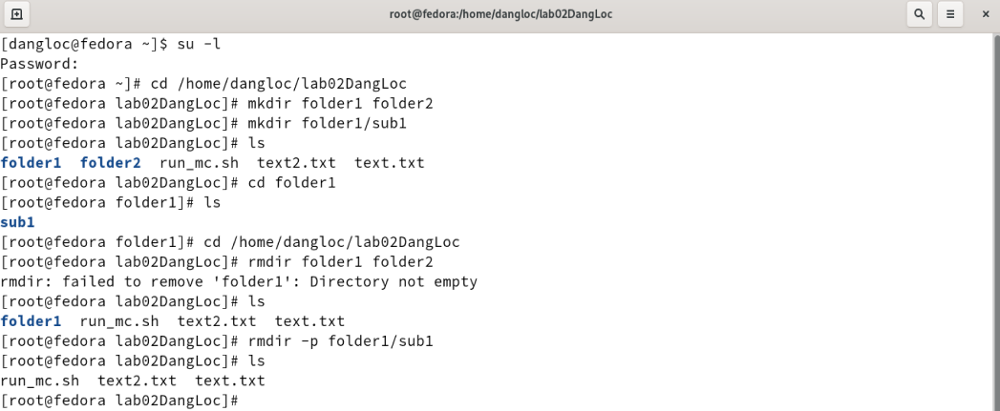 root@fedora:/home/dangloc/lab02DangLoc
[dangloc@fedora ~]$ su -l
Password:
[root@fedora ~]# cd /home/dangloc/lab02DangLoc
[root@fedora lab02DangLoc]# mkdir folder1 folder2
[root@fedora lab02DangLoc]# mkdir folder1/sub1
[root@fedora lab02DangLoc]# ls
folder1  folder2  run_mc.sh  text2.txt  text.txt
[root@fedora lab02DangLoc]# cd folder1
[root@fedora folder1]# ls
sub1
[root@fedora folder1]# cd /home/dangloc/lab02DangLoc
[root@fedora lab02DangLoc]# rmdir folder1 folder2
rmdir: failed to remove 'folder1': Directory not empty
[root@fedora lab02DangLoc]# ls
folder1  run_mc.sh  text2.txt  text.txt
[root@fedora lab02DangLoc]# rmdir -p folder1/sub1
[root@fedora lab02DangLoc]# ls
run_mc.sh  text2.txt  text.txt
[root@fedora lab02DangLoc]#